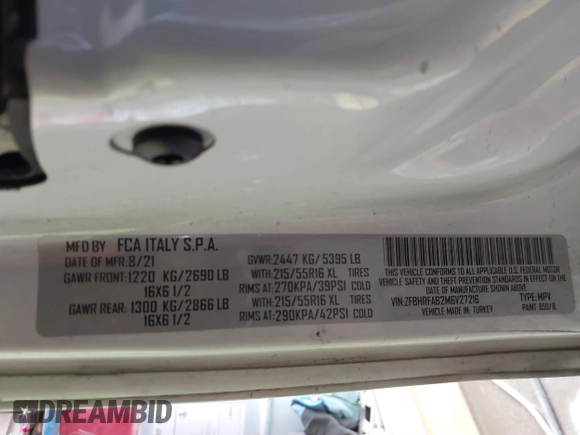 MFD BY FCA ITALY S.P.A.
DATE OF MFR: 8/21
GAWR FRONT: 1220 KG/2690 LB
16X6 1/2
GAWR REAR: 1300 KG/2866 LB
16X6 1/2
GVWR: 2447 KG/ 5395 LB
WITH: 215/55R16 XL TIRES:
RIMS AT: 270KPA/39PSI COLD
WITH: 215/55R16 XL TIRES:
RIMS AT: 290KPA/42PSI COLD
THIS VEHICLE CONFORMS TO ALL APPLICABLE U.S. FEDERAL MOTOR
VEHICLE SAFETY STANDARDS IN EFFECT ON THE
DATE OF MANUFACTURE SHOWN ABOVE.
VIN: ZFBHRFAB2M6V27216 TYPE: MPV
VEHICLE MADE IN: TURKEY PAINT: 
DREAMBID